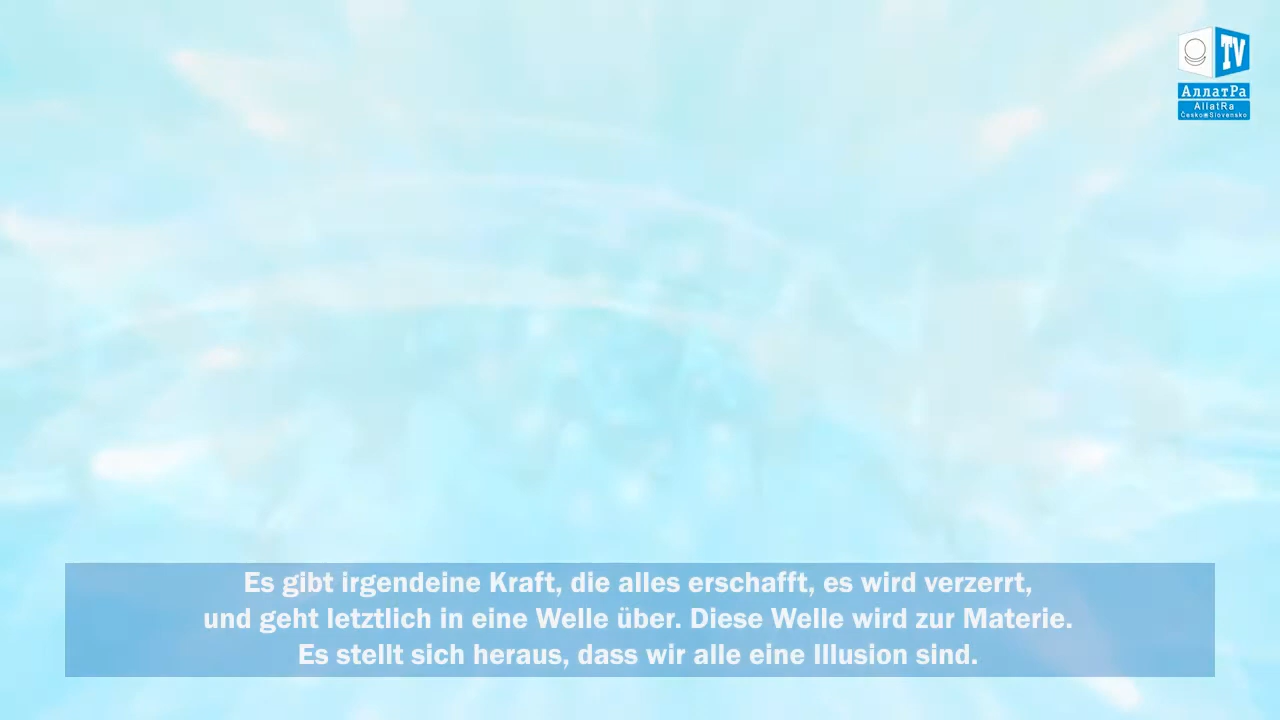 TV
АллатРа
AllatRa
Česko&Slovensko
Es gibt irgendeine Kraft, die alles erschafft, es wird verzerrt,
und geht letztlich in eine Welle über. Diese Welle wird zur Materie.
Es stellt sich heraus, dass wir alle eine Illusion sind.